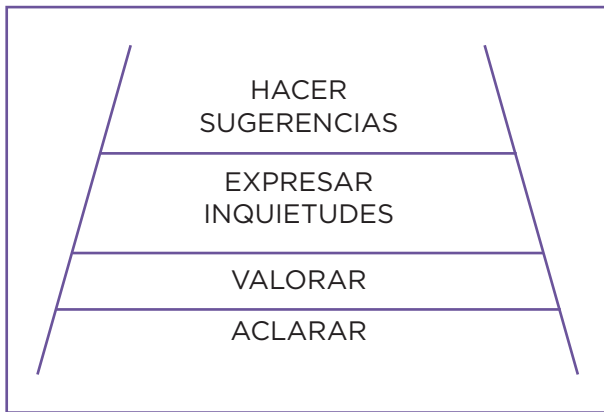 HACER
SUGERENCIAS
EXPRESAR
INQUIETUDES
VALORAR
ACLARAR